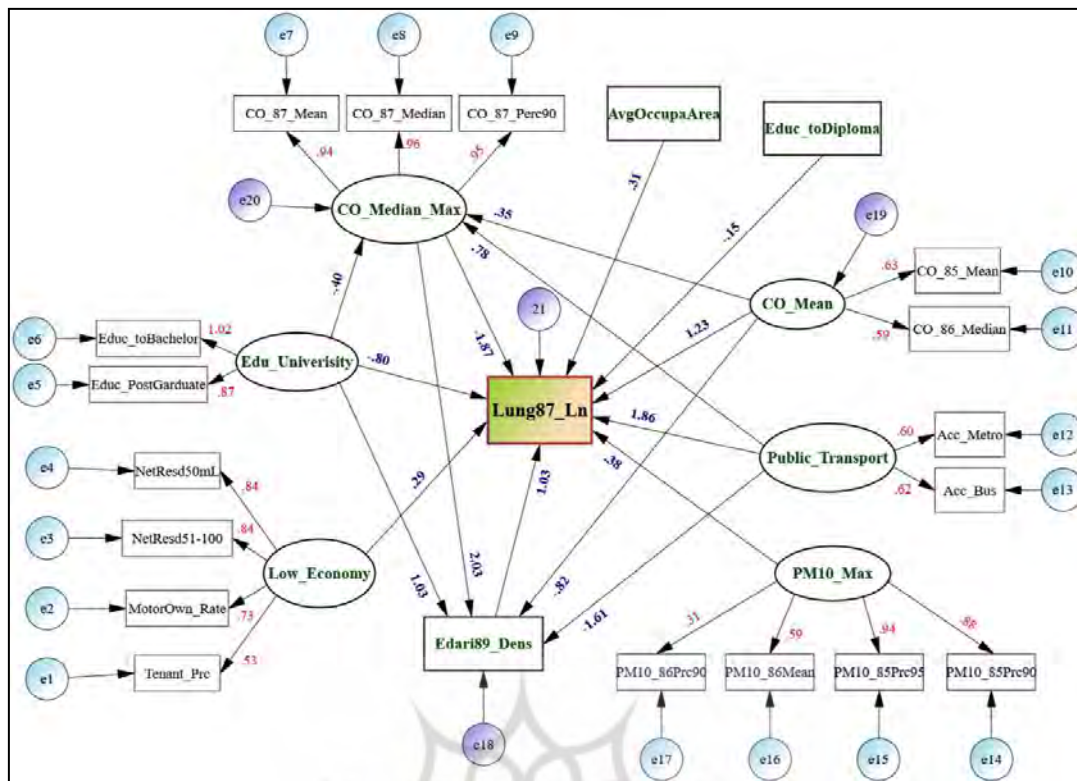 e7
e8
e9
CO_87_Mean
CO_87_Median
CO_87_Perc90
AvgOccupaArea
Educ_toDiploma
.94
.96
.95
e20
CO_Median_Max
.31
-.15
e19
.35
.78
CO_85_Mean
e10
.63
CO_Mean
CO_86_Median
e11
.59
-.40
21
1.23
-1.87
e6
Educ_toBachelor
1.02
Edu_Univerisity
-.80
e5
Educ_PostGarduate
.87
Lung87_Ln
1.86
.60
Acc_Metro
e12
Public_Transport
.62
Acc_Bus
e13
.38
e4
NetResd50mL
.84
.29
1.03
e3
NetResd51-100
.84
Low_Economy
PM10_Max
e2
MotorOwn_Rate
.73
1.03
2.03
-.82
-1.61
e1
Tenant_Prc
.53
Edari89_Dens
.31
.59
.94
PM10_86Prc90
PM10_86Mean
PM10_85Prc95
PM10_85Prc90
e18
e17
e16
e15
e14